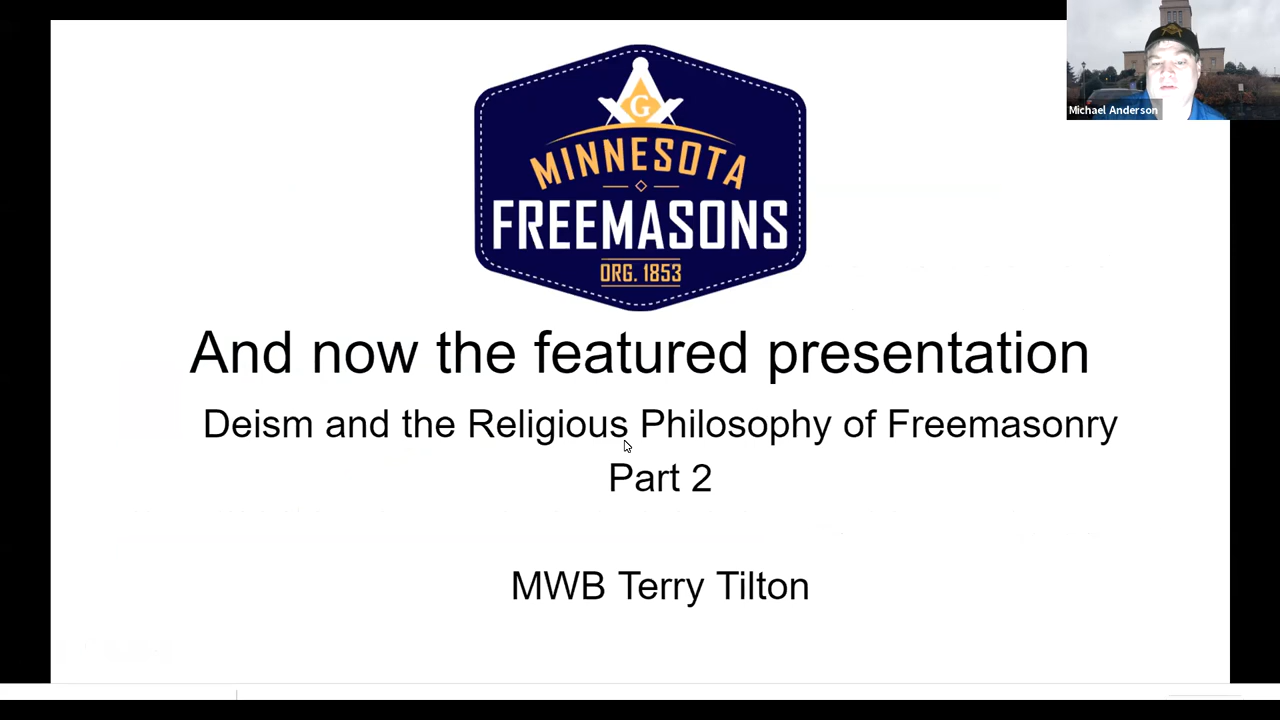 G
MINNESOTA
FREEMASONS
ORG. 1853
Michael Anderson
And now the featured presentation
Deism and the Religious Philosophy of Freemasonry
Part 2
MWB Terry Tilton